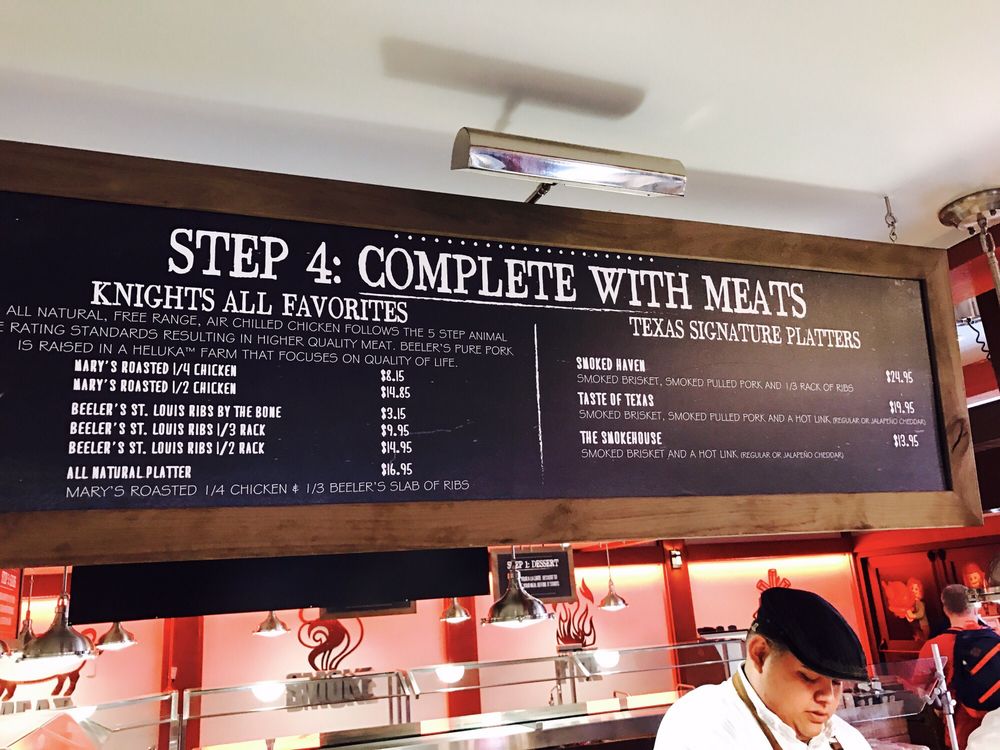 STEP 4: COMPLETE WITH MEATS
KNIGHTS ALL FAVORITES
ALL NATURAL, FREE RANGE, AIR CHILLED CHICKEN FOLLOWS THE 5 STEP ANIMAL
RATING STANDARDS RESULTING IN HIGHER QUALITY MEAT. BEELER'S PURE PORK
IS RAISED IN A HELUKA™ FARM THAT FOCUSES ON QUALITY OF LIFE.
MARY'S ROASTED 1/4 CHICKEN $8.15
MARY'S ROASTED 1/2 CHICKEN $14.85
BEELER'S ST. LOUIS RIBS BY THE BONE $3.15
BEELER'S ST. LOUIS RIBS 1/3 RACK $9.95
BEELER'S ST. LOUIS RIBS 1/2 RACK $14.95
ALL NATURAL PLATTER $16.95
MARY'S ROASTED 1/4 CHICKEN & 1/3 BEELER'S SLAB OF RIBS
TEXAS SIGNATURE PLATTERS
SMOKED HAVEN $24.95
SMOKED BRISKET, SMOKED PULLED PORK AND 1/3 RACK OF RIBS
TASTE OF TEXAS $19.95
SMOKED BRISKET, SMOKED PULLED PORK AND A HOT LINK (REGULAR OR JALAPEÑO CHEDDAR)
THE SMOKEHOUSE $13.95
SMOKED BRISKET AND A HOT LINK (REGULAR OR JALAPEÑO CHEDDAR)
STEP 1: DESSERT
SMOKE